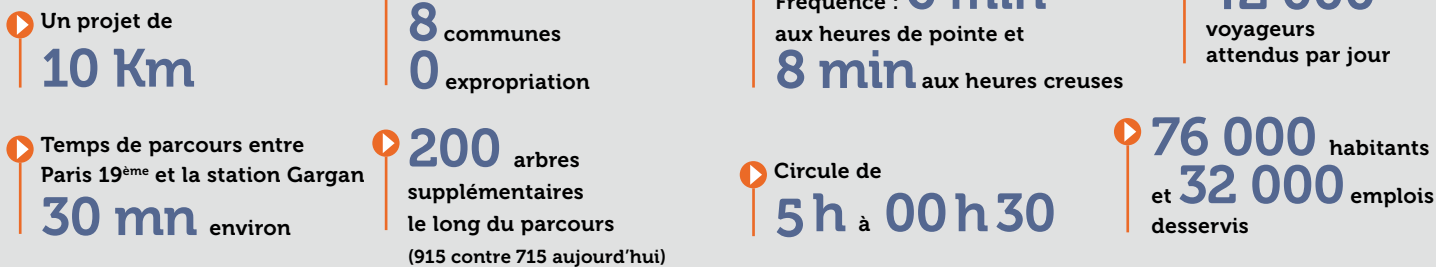 Un projet de
10 Km
8 communes
0 expropriation
Fréquence :
aux heures de pointe et
8 min aux heures creuses
voyageurs
attendus par jour
Temps de parcours entre
Paris 19ème et la station Gargan
30 mn environ
200 arbres
supplémentaires
le long du parcours
(915 contre 715 aujourd’hui)
Circule de
5 h à 00 h 30
76 000 habitants
et 32 000 emplois
desservis